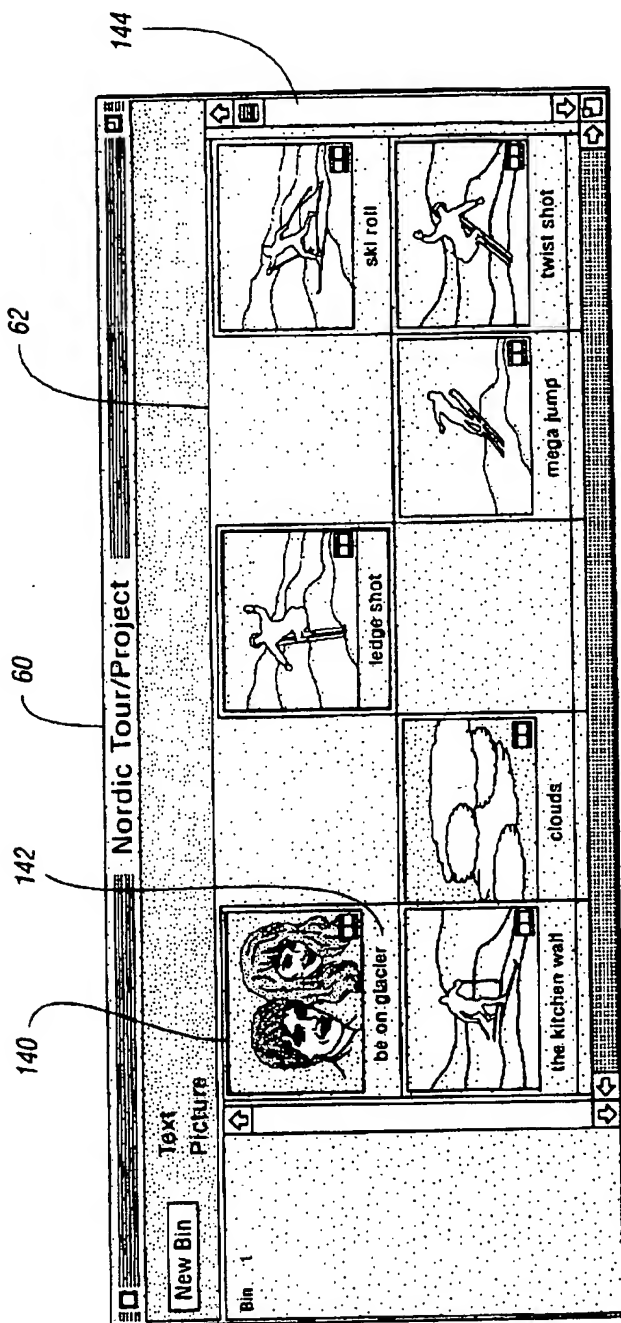 140
142
60
62
144
Nordic Tour/Project
New Bin
Text
Picture
Bin 1
be on glacier
ledge shot
ski roll
the kitchen wall
clouds
mega jump
twist shot